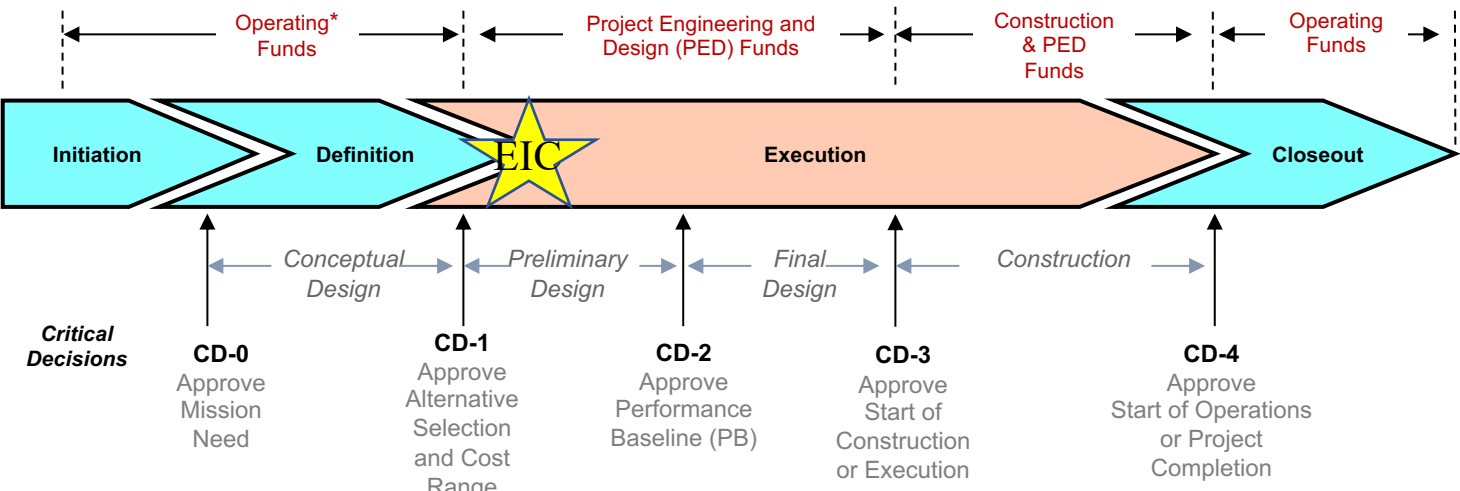 Operating*
Funds
Project Engineering and
Design (PED) Funds
Construction
& PED
Funds
Operating
Funds
Initiation
Definition
EIC
Execution
Closeout
Conceptual
Design
Preliminary
Design
Final
Design
Construction
Critical
Decisions
CD-0
Approve
Mission
Need
CD-1
Approve
Alternative
Selection
and Cost
Range
CD-2
Approve
Performance
Baseline (PB)
CD-3
Approve
Start of
Construction
or Execution
CD-4
Approve
Start of Operations
or Project
Completion